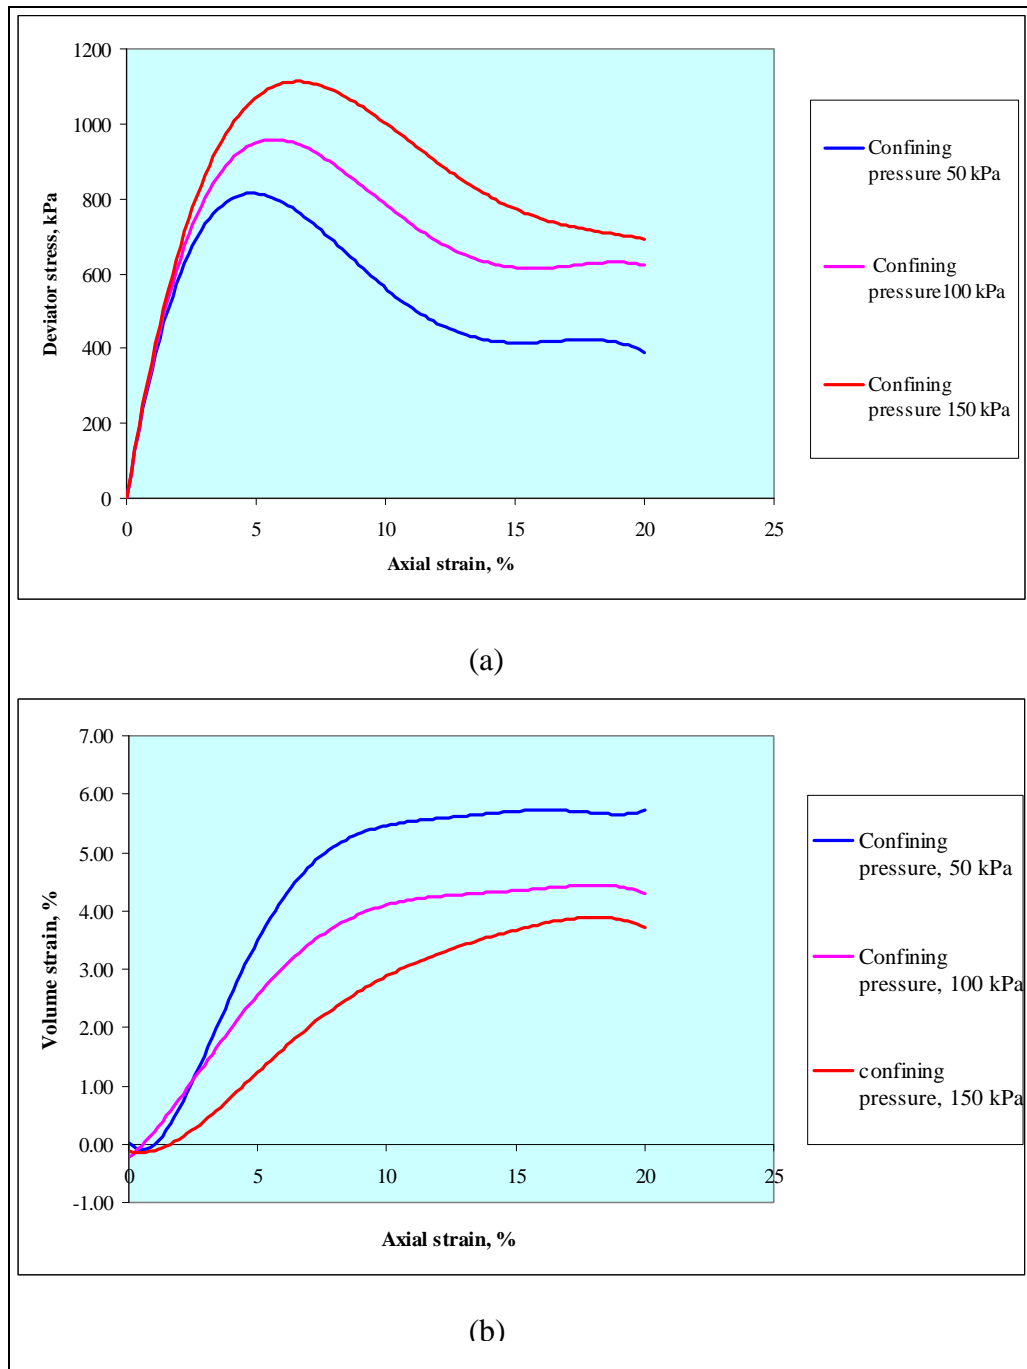 1200
1000
800
600
400
200
0
0 5 10 15 20 25
Deviator stress, kPa
Axial strain, %
Confining
pressure 50 kPa
Confining
pressure100 kPa
Confining
pressure 150 kPa
(a)
7.00
6.00
5.00
4.00
3.00
2.00
1.00
0.00
-1.00
0 5 10 15 20 25
Volume strain, %
Axial strain, %
Confining
pressure, 50 kPa
Confining
pressure, 100 kPa
confining
pressure, 150 kPa
(b)